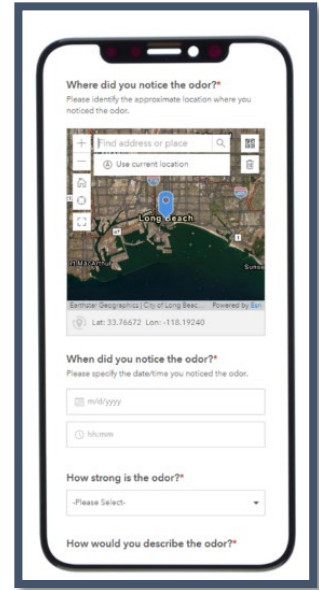 Where did you notice the odor?*
Please identify the approximate location where you
noticed the odor.
Find address or place
Use current location
Long Beach
Earthstar Geographics | City of Long Beac... Powered by Esri
Lat: 33.76672 Lon: -118.19240
When did you notice the odor?*
Please specify the date/time you noticed the odor.
m/d/yyyy
hh:mm
How strong is the odor?*
-Please Select-
How would you describe the odor?*